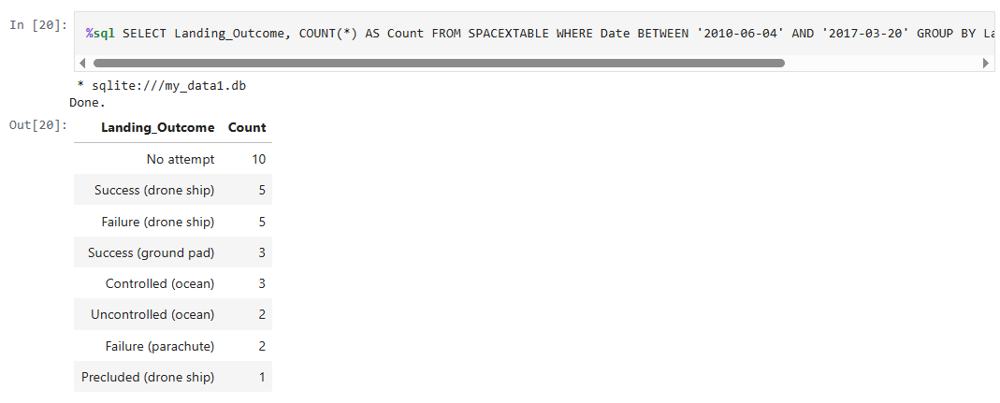 In [20]: %sql SELECT Landing_Outcome, COUNT(*) AS Count FROM SPACEXTABLE WHERE Date BETWEEN '2010-06-04' AND '2017-03-20' GROUP BY La
* sqlite:///my_data1.db
Done.
Out[20]: Landing_Outcome Count
No attempt 10
Success (drone ship) 5
Failure (drone ship) 5
Success (ground pad) 3
Controlled (ocean) 3
Uncontrolled (ocean) 2
Failure (parachute) 2
Precluded (drone ship) 1